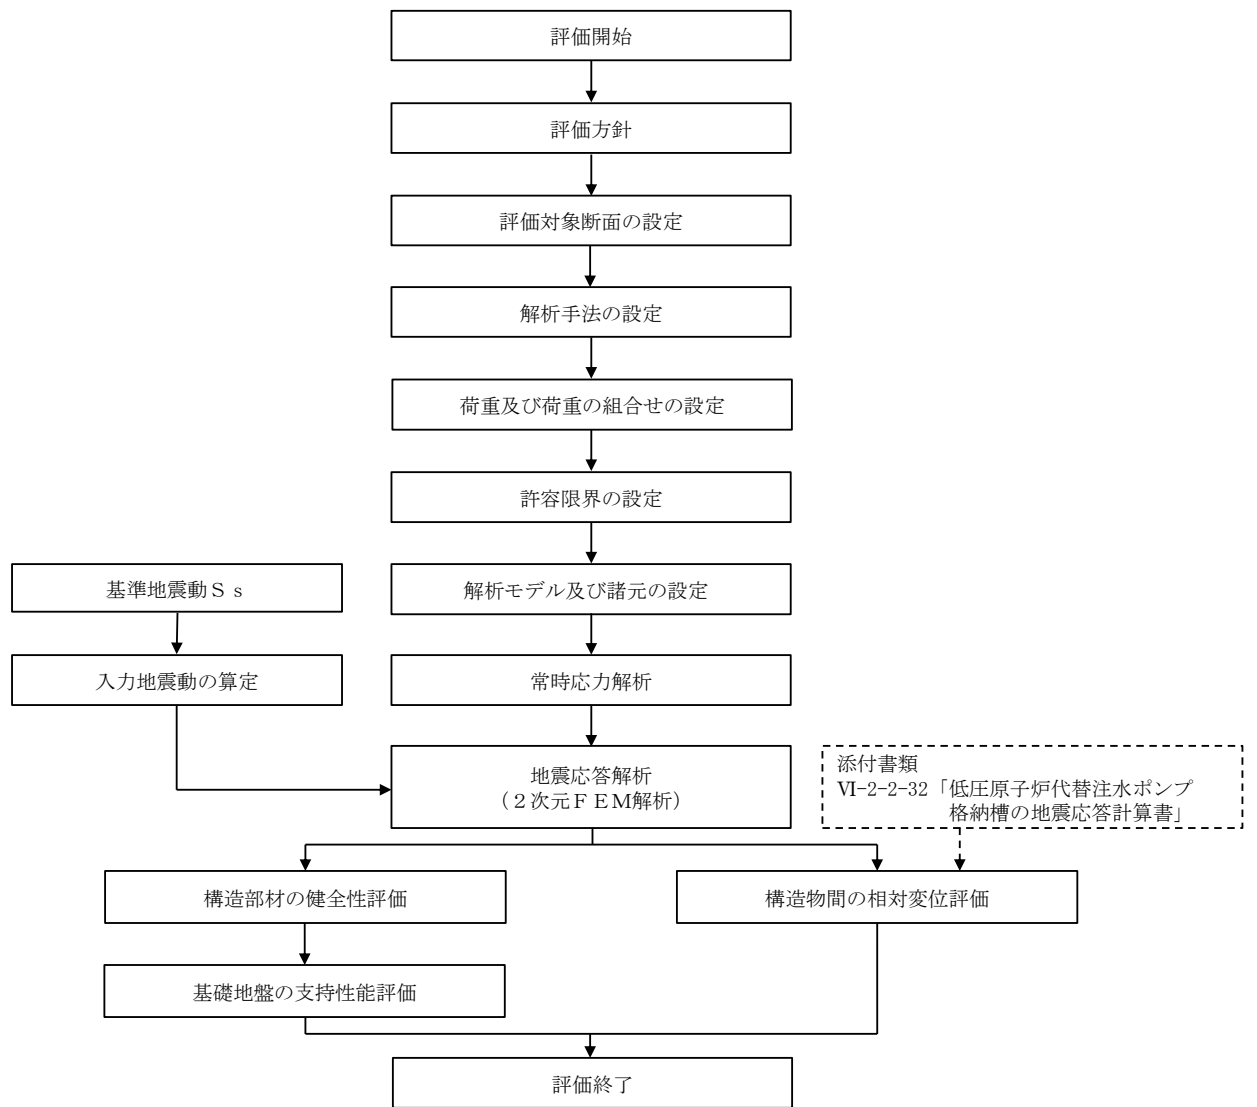 評価開始
評価方針
評価対象断面の設定
解析手法の設定
荷重及び荷重の組合せの設定
許容限界の設定
基準地震動Ｓｓ
解析モデル及び諸元の設定
入力地震動の算定
常時応力解析
地震応答解析
（２次元ＦＥＭ解析）
添付書類
Ⅵ-2-2-32「低圧原子炉代替注水ポンプ
格納槽の地震応答計算書」
構造部材の健全性評価
構造物間の相対変位評価
基礎地盤の支持性能評価
評価終了